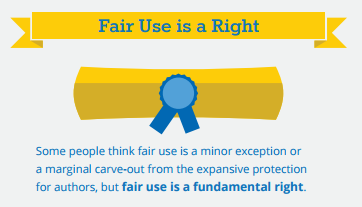 Fair Use is a Right
Some people think fair use is a minor exception or
a marginal carve-out from the expansive protection
for authors, but fair use is a fundamental right.